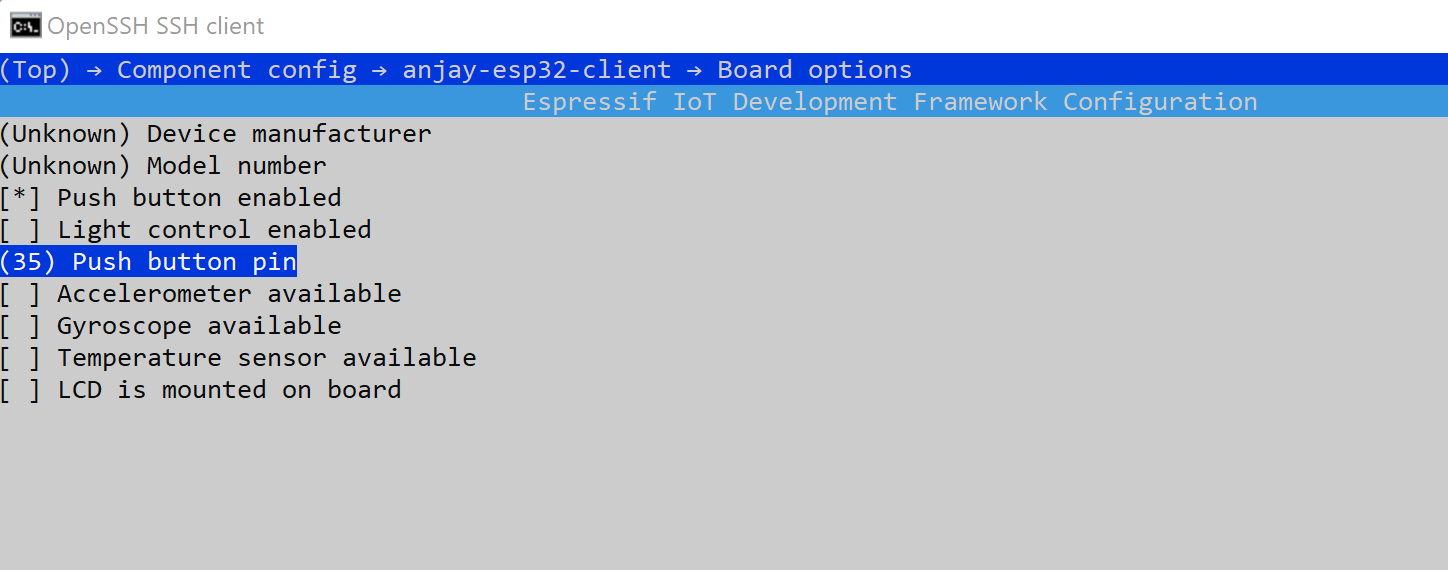 OpenSSH SSH client
(Top) → Component config → anjay-esp32-client → Board options
Espressif IoT Development Framework Configuration
(Unknown) Device manufacturer
(Unknown) Model number
[*] Push button enabled
[ ] Light control enabled
(35) Push button pin
[ ] Accelerometer available
[ ] Gyroscope available
[ ] Temperature sensor available
[ ] LCD is mounted on board